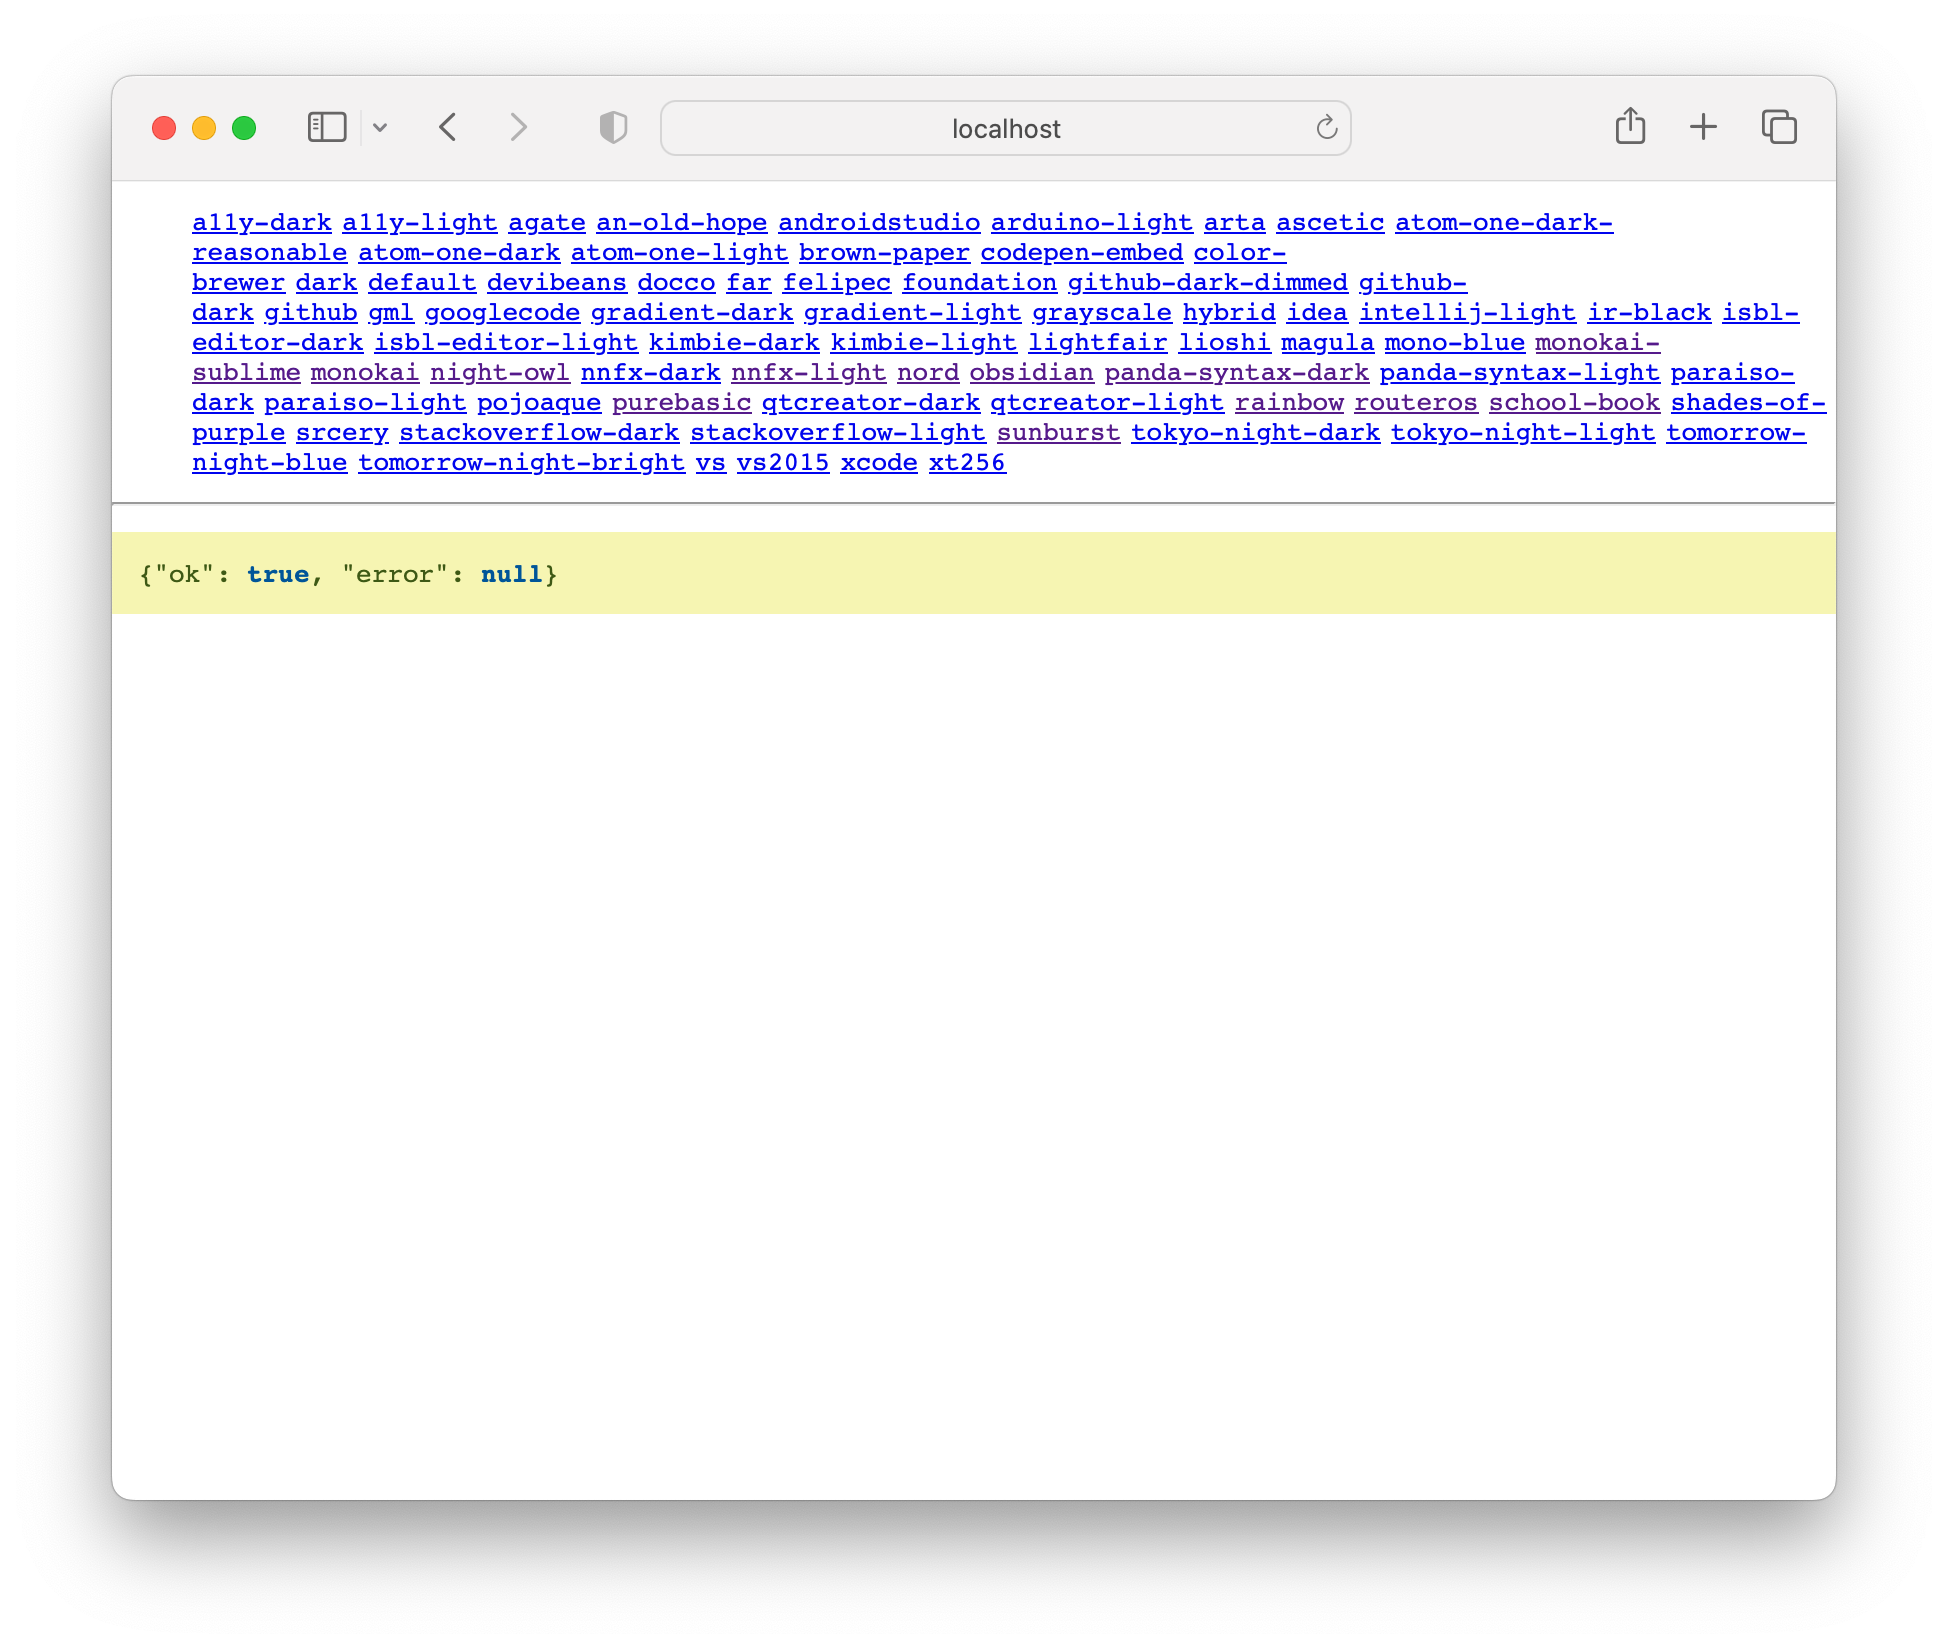 localhost
a11y-dark a11y-light agate an-old-hope androidstudio arduino-light arta ascetic atom-one-dark-
reasonable atom-one-dark atom-one-light brown-paper codepen-embed color-
brewer dark default devibeans docco far felipec foundation github-dark-dimmed github-
dark github gml googlecode gradient-dark gradient-light grayscale hybrid idea intellij-light ir-black isbl-
editor-dark isbl-editor-light kimbie-dark kimbie-light lightfair lioshi magula mono-blue monokai-
sublime monokai night-owl nnfx-dark nnfx-light nord obsidian panda-syntax-dark panda-syntax-light paraiso-
dark paraiso-light pojoaque purebasic qtcreator-dark qtcreator-light rainbow routeros school-book shades-of-
purple srcery stackoverflow-dark stackoverflow-light sunburst tokyo-night-dark tokyo-night-light tomorrow-
night-blue tomorrow-night-bright vs vs2015 xcode xt256
{"ok": true, "error": null}